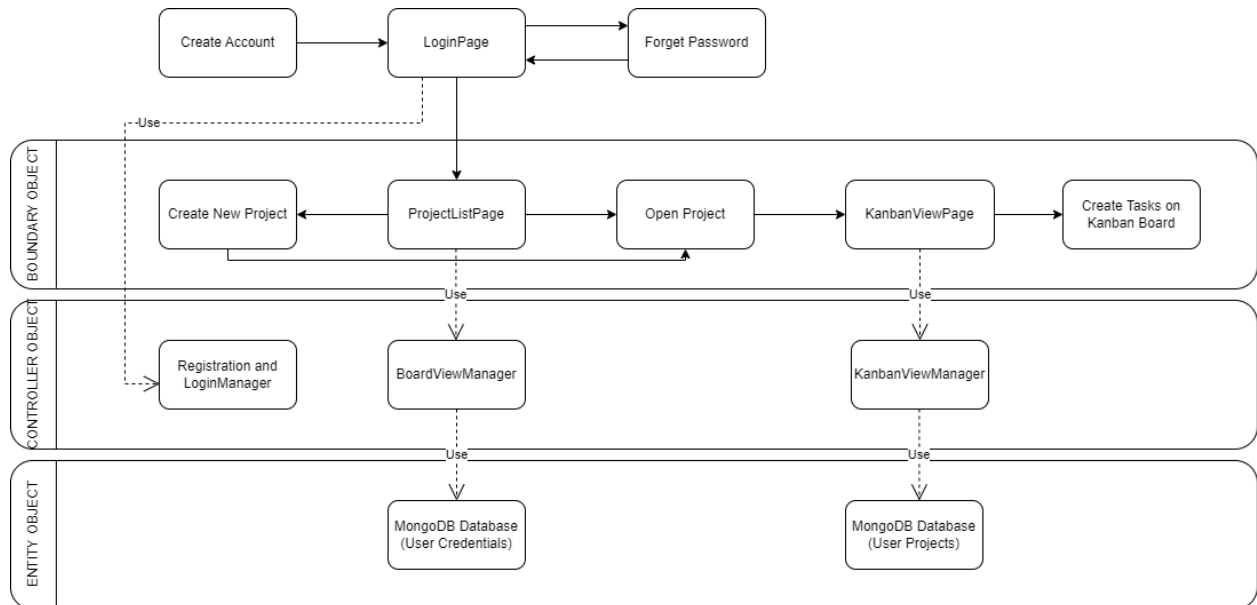 Create Account
LoginPage
Forget Password
Use
BOUNDARY OBJECT
Create New Project
ProjectListPage
Open Project
KanbanViewPage
Create Tasks on
Kanban Board
Use
Use
CONTROLLER OBJECT
Registration and
LoginManager
BoardViewManager
KanbanViewManager
Use
Use
ENTITY OBJECT
MongoDB Database
(User Credentials)
MongoDB Database
(User Projects)